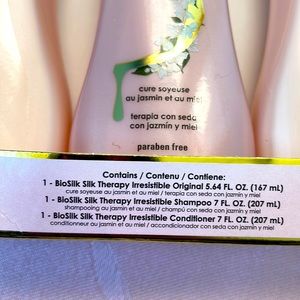 cure soyeuse
au jasmin et au miel
terapia con seda
con jazmín y miel
paraben free
Contains / Contenu / Contiene:
1 - BioSilk Silk Therapy Irresistible Original 5.64 FL. OZ. (167 mL)
cure soyeuse au jasmin et au miel / terapia con seda con jazmín y miel
1 - BioSilk Silk Therapy Irresistible Shampoo 7 FL. OZ. (207 mL)
shampooing au jasmin et au miel / champú con seda con jazmín y miel
1 - BioSilk Silk Therapy Irresistible Conditioner 7 FL. OZ. (207 mL)
conditionneur au jasmin et au miel / acondicionador con seda con jazmín y miel